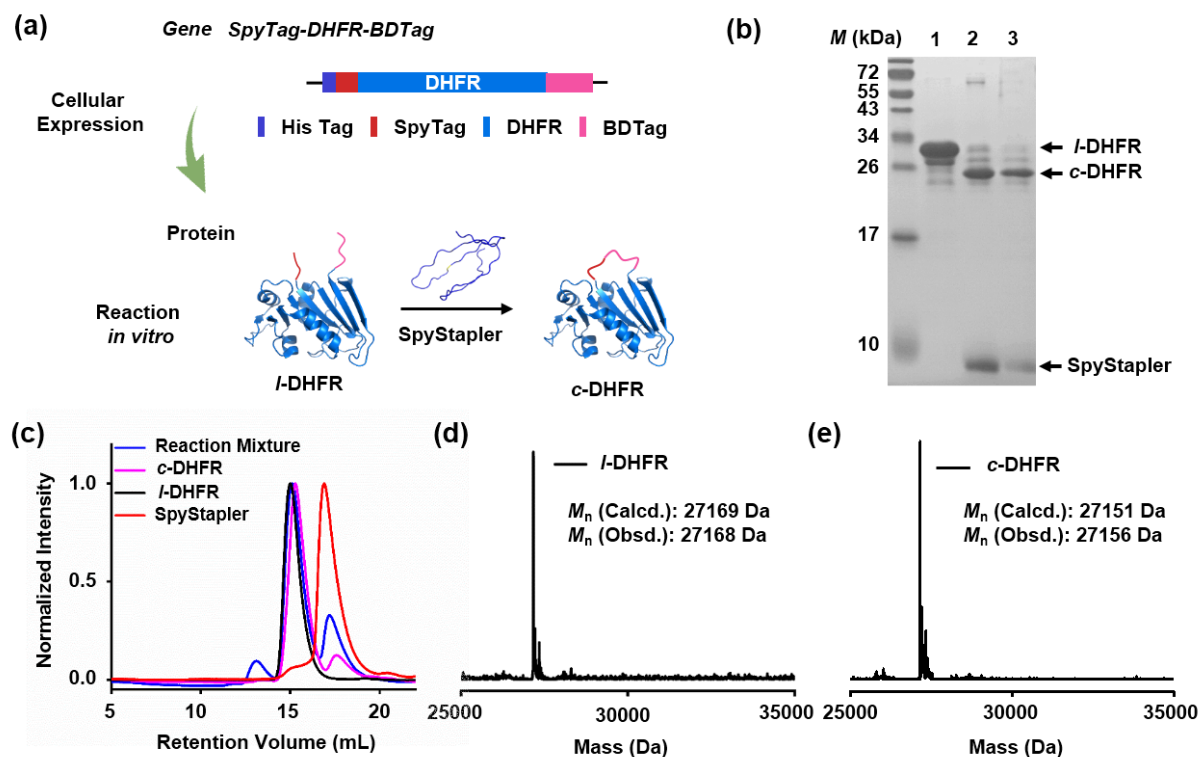 (a)
Gene SpyTag-DHFR-BDTag
DHFR
Cellular
Expression
His Tag SpyTag DHFR BDTag
Protein
Reaction
in vitro
SpyStapler
l-DHFR
c-DHFR
(b)
M (kDa) 1 2 3
72
55
43
34
26
17
10
l-DHFR
c-DHFR
SpyStapler
(c)
Reaction Mixture
c-DHFR
l-DHFR
SpyStapler
Normalized Intensity
1.0
0.5
0.0
5 10 15 20
Retention Volume (mL)
(d)
l-DHFR
Mn (Calcd.): 27169 Da
Mn (Obsd.): 27168 Da
25000 30000 35000
Mass (Da)
(e)
c-DHFR
Mn (Calcd.): 27151 Da
Mn (Obsd.): 27156 Da
25000 30000 35000
Mass (Da)